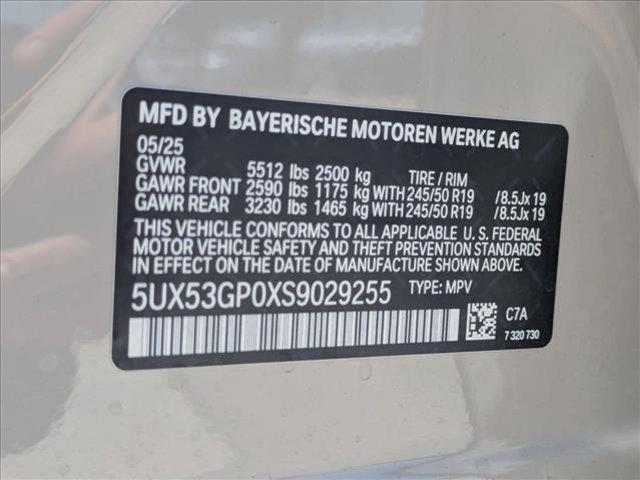 MFD BY BAYERISCHE MOTOREN WERKE AG
05/25
GVWR 5512 lbs 2500 kg TIRE / RIM
GAWR FRONT 2590 lbs 1175 kg WITH 245/50 R19 /8.5Jx 19
GAWR REAR 3230 lbs 1465 kg WITH 245/50 R19 /8.5Jx 19
THIS VEHICLE CONFORMS TO ALL APPLICABLE U.S. FEDERAL
MOTOR VEHICLE SAFETY AND THEFT PREVENTION STANDARDS
IN EFFECT ON THE DATE OF MANUFACTURE SHOWN ABOVE.
5UX53GP0XS9029255 TYPE: MPV
C7A
7 320 730